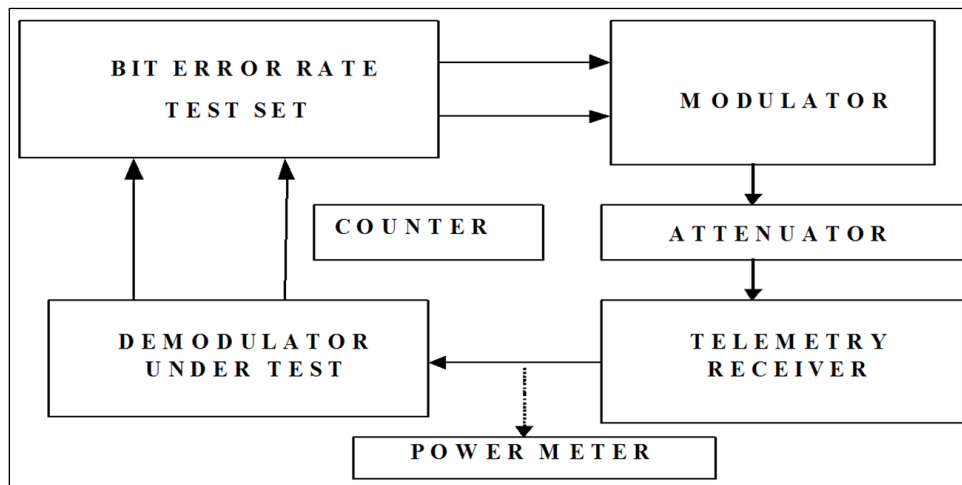 BIT ERROR RATE
TEST SET
MODULATOR
COUNTER
ATTENUATOR
DEMODULATOR
UNDER TEST
TELEMETRY
RECEIVER
POWER METER